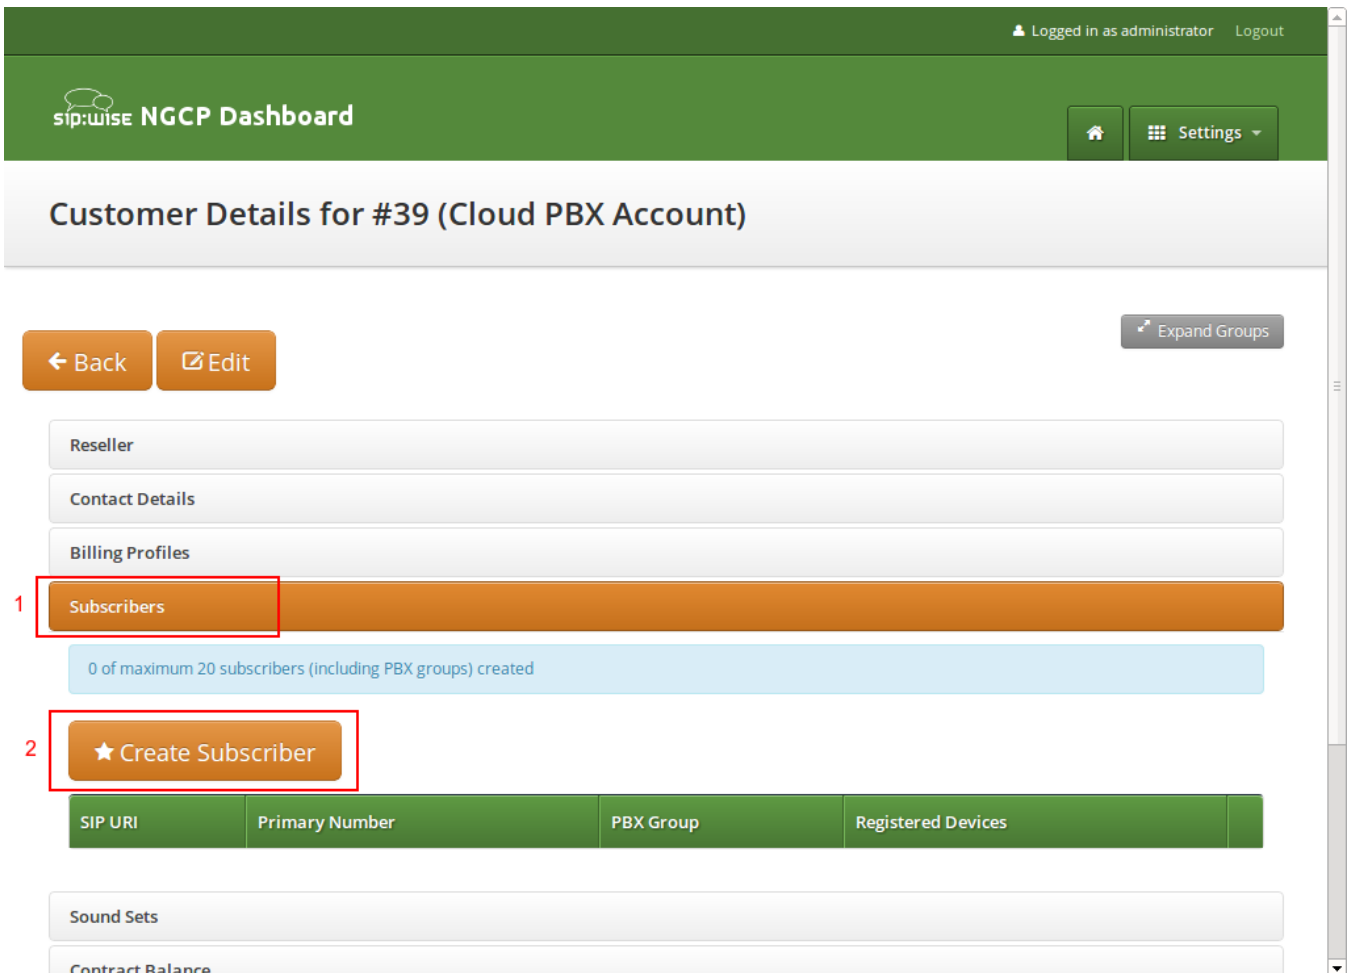 Logged in as administrator Logout
sip:wise NGCP Dashboard
Settings
Customer Details for #39 (Cloud PBX Account)
Expand Groups
Back Edit
Reseller
Contact Details
Billing Profiles
1 Subscribers
0 of maximum 20 subscribers (including PBX groups) created
2 Create Subscriber
SIP URI Primary Number PBX Group Registered Devices
Sound Sets
Contract Balance